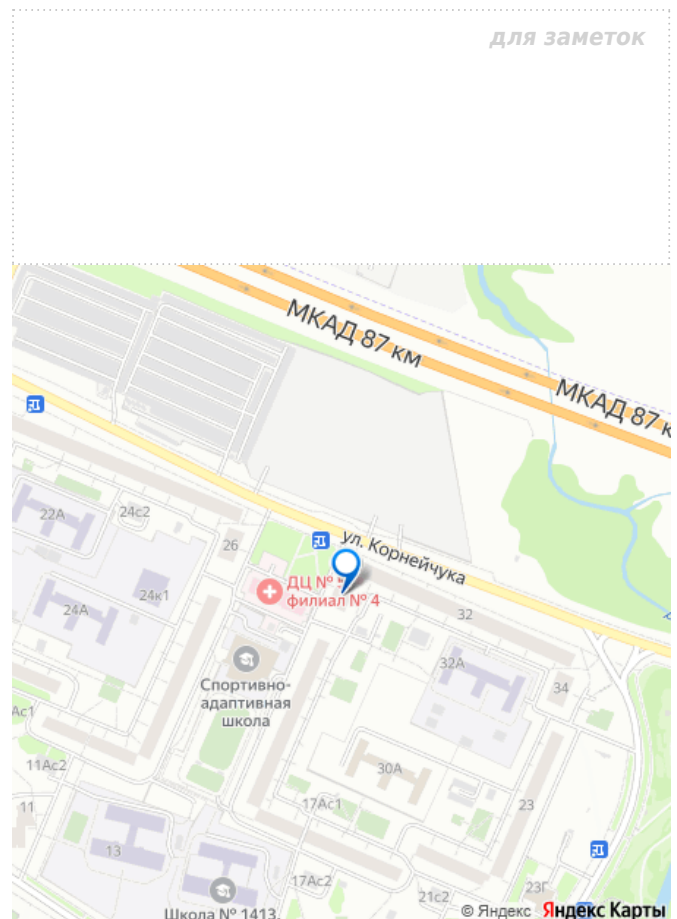 для заметок
МКАД 87 км
МКАД 87 к
22А
24с2
26
ул. Корнейчука
ДЦ № 5
филиал № 4
24к1
24А
32
32А
34
Спортивно-
адаптивная
школа
Ас1
11Ас2
30А
11
17Ас1
23
13
17Ас2
21с2
23Г
Школа № 1413,
© Яндекс Яндекс Карты